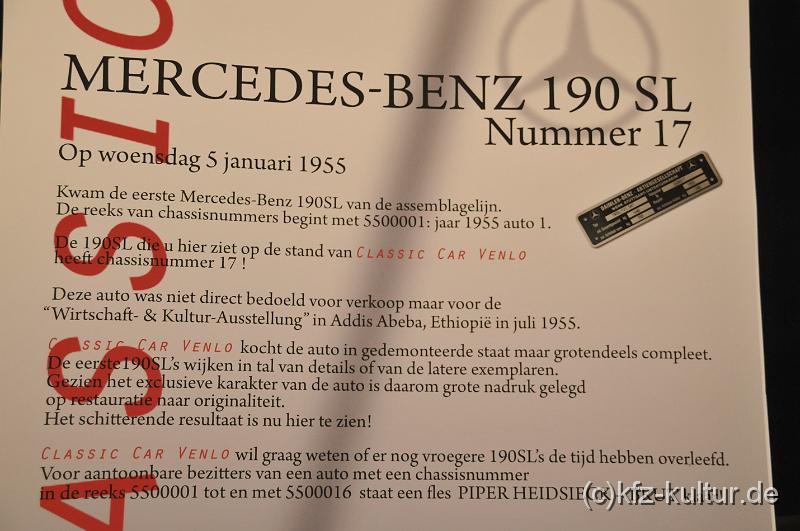 ASSIC
MERCEDES-BENZ 190 SL
Nummer 17
Op woensdag 5 januari 1955
Kwam de eerste Mercedes-Benz 190SL van de assemblagelijn.
De reeks van chassisnummers begint met 5500001: jaar 1955 auto 1.
DAIMLER-BENZ · AKTIENGESELLSCHAFT
De 190SL die u hier ziet op de stand van CLASSIC CAR VENLO
heeft chassisnummer 17 !
Deze auto was niet direct bedoeld voor verkoop maar voor de
“Wirtschaft- & Kultur-Ausstellung” in Addis Abeba, Ethiopië in juli 1955.
CLASSIC CAR VENLO kocht de auto in gedemonteerde staat maar grotendeels compleet.
De eerste190SL’s wijken in tal van details of van de latere exemplaren.
Gezien het exclusieve karakter van de auto is daarom grote nadruk gelegd
op restauratie naar originaliteit.
Het schitterende resultaat is nu hier te zien!
CLASSIC CAR VENLO wil graag weten of er nog vroegere 190SL’s de tijd hebben overleefd.
Voor aantoonbare bezitters van een auto met een chassisnummer
in de reeks 5500001 tot en met 5500016 staat een fles PIPER HEIDSIECK
(c)kfz-kultur.de